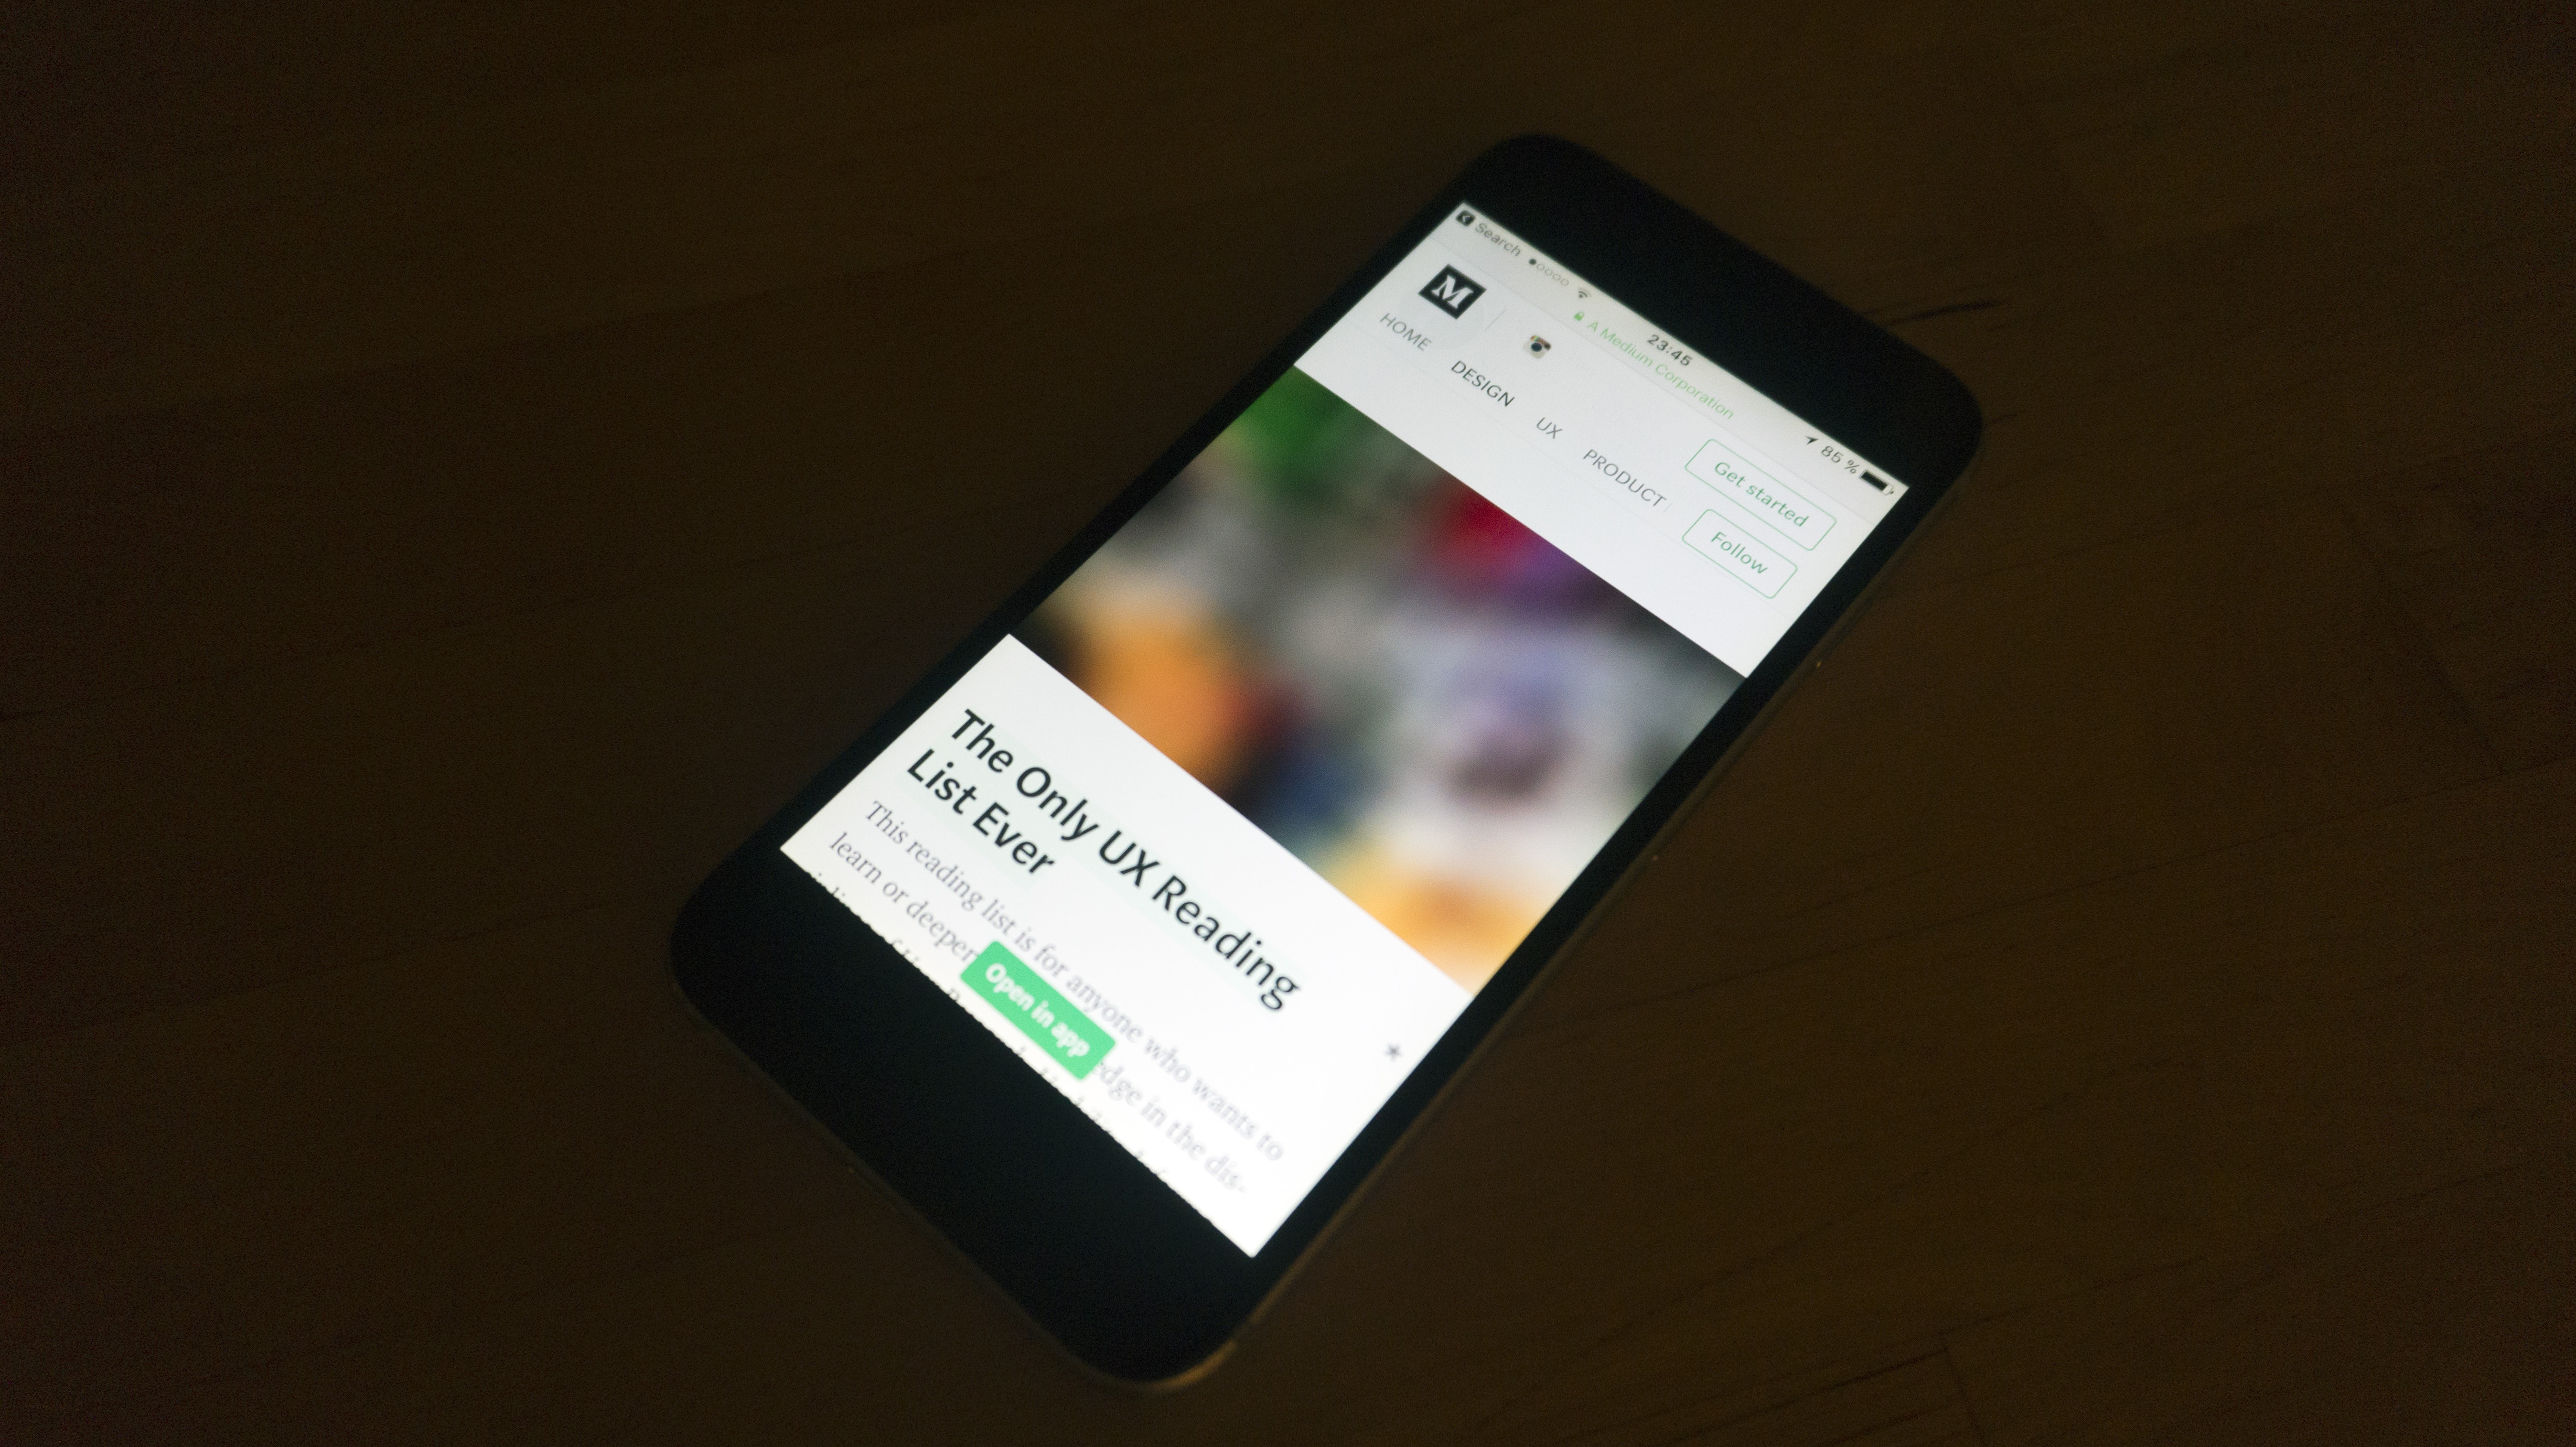 Search 23:45 85 %
A Medium Corporation
M
Get started
HOME DESIGN UX PRODUCT
Follow
The Only UX Reading
List Ever
This reading list is for anyone who wants to
learn or deepen edge in the dis-
Open in app